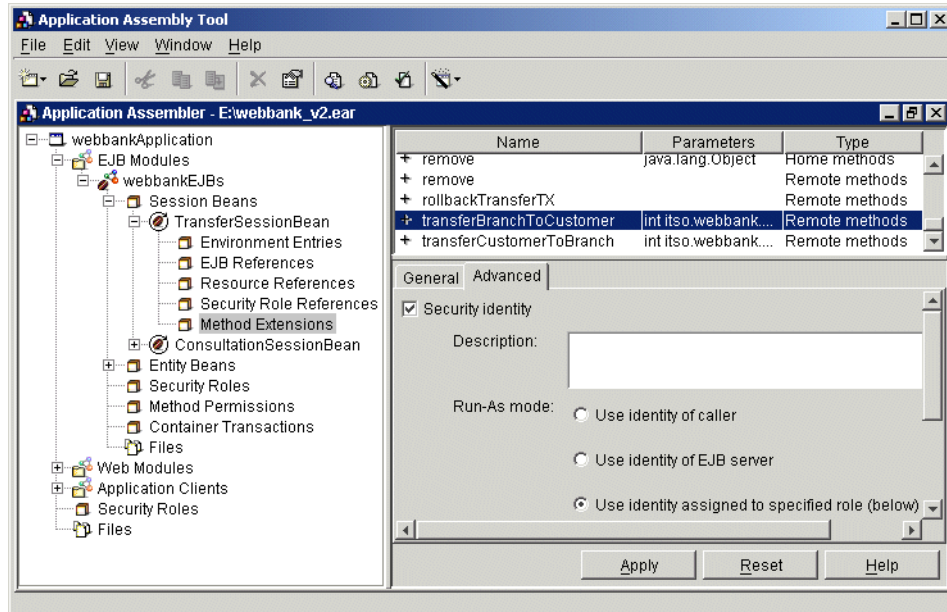 Application Assembly Tool
File Edit View Window Help
Application Assembler - E:\webbank_v2.ear
webbankApplication
EJB Modules
webbankEJBs
Session Beans
TransferSessionBean
Environment Entries
EJB References
Resource References
Security Role References
Method Extensions
ConsultationSessionBean
Entity Beans
Security Roles
Method Permissions
Container Transactions
Files
Web Modules
Application Clients
Security Roles
Files
Name Parameters Type
remove java.lang.Object Home methods
remove Remote methods
rollbackTransferTX Remote methods
transferBranchToCustomer int itso.webbank.... Remote methods
transferCustomerToBranch int itso.webbank.... Remote methods
General Advanced
Security identity
Description:
Run-As mode: Use identity of caller
Use identity of EJB server
Use identity assigned to specified role (below)
Apply Reset Help